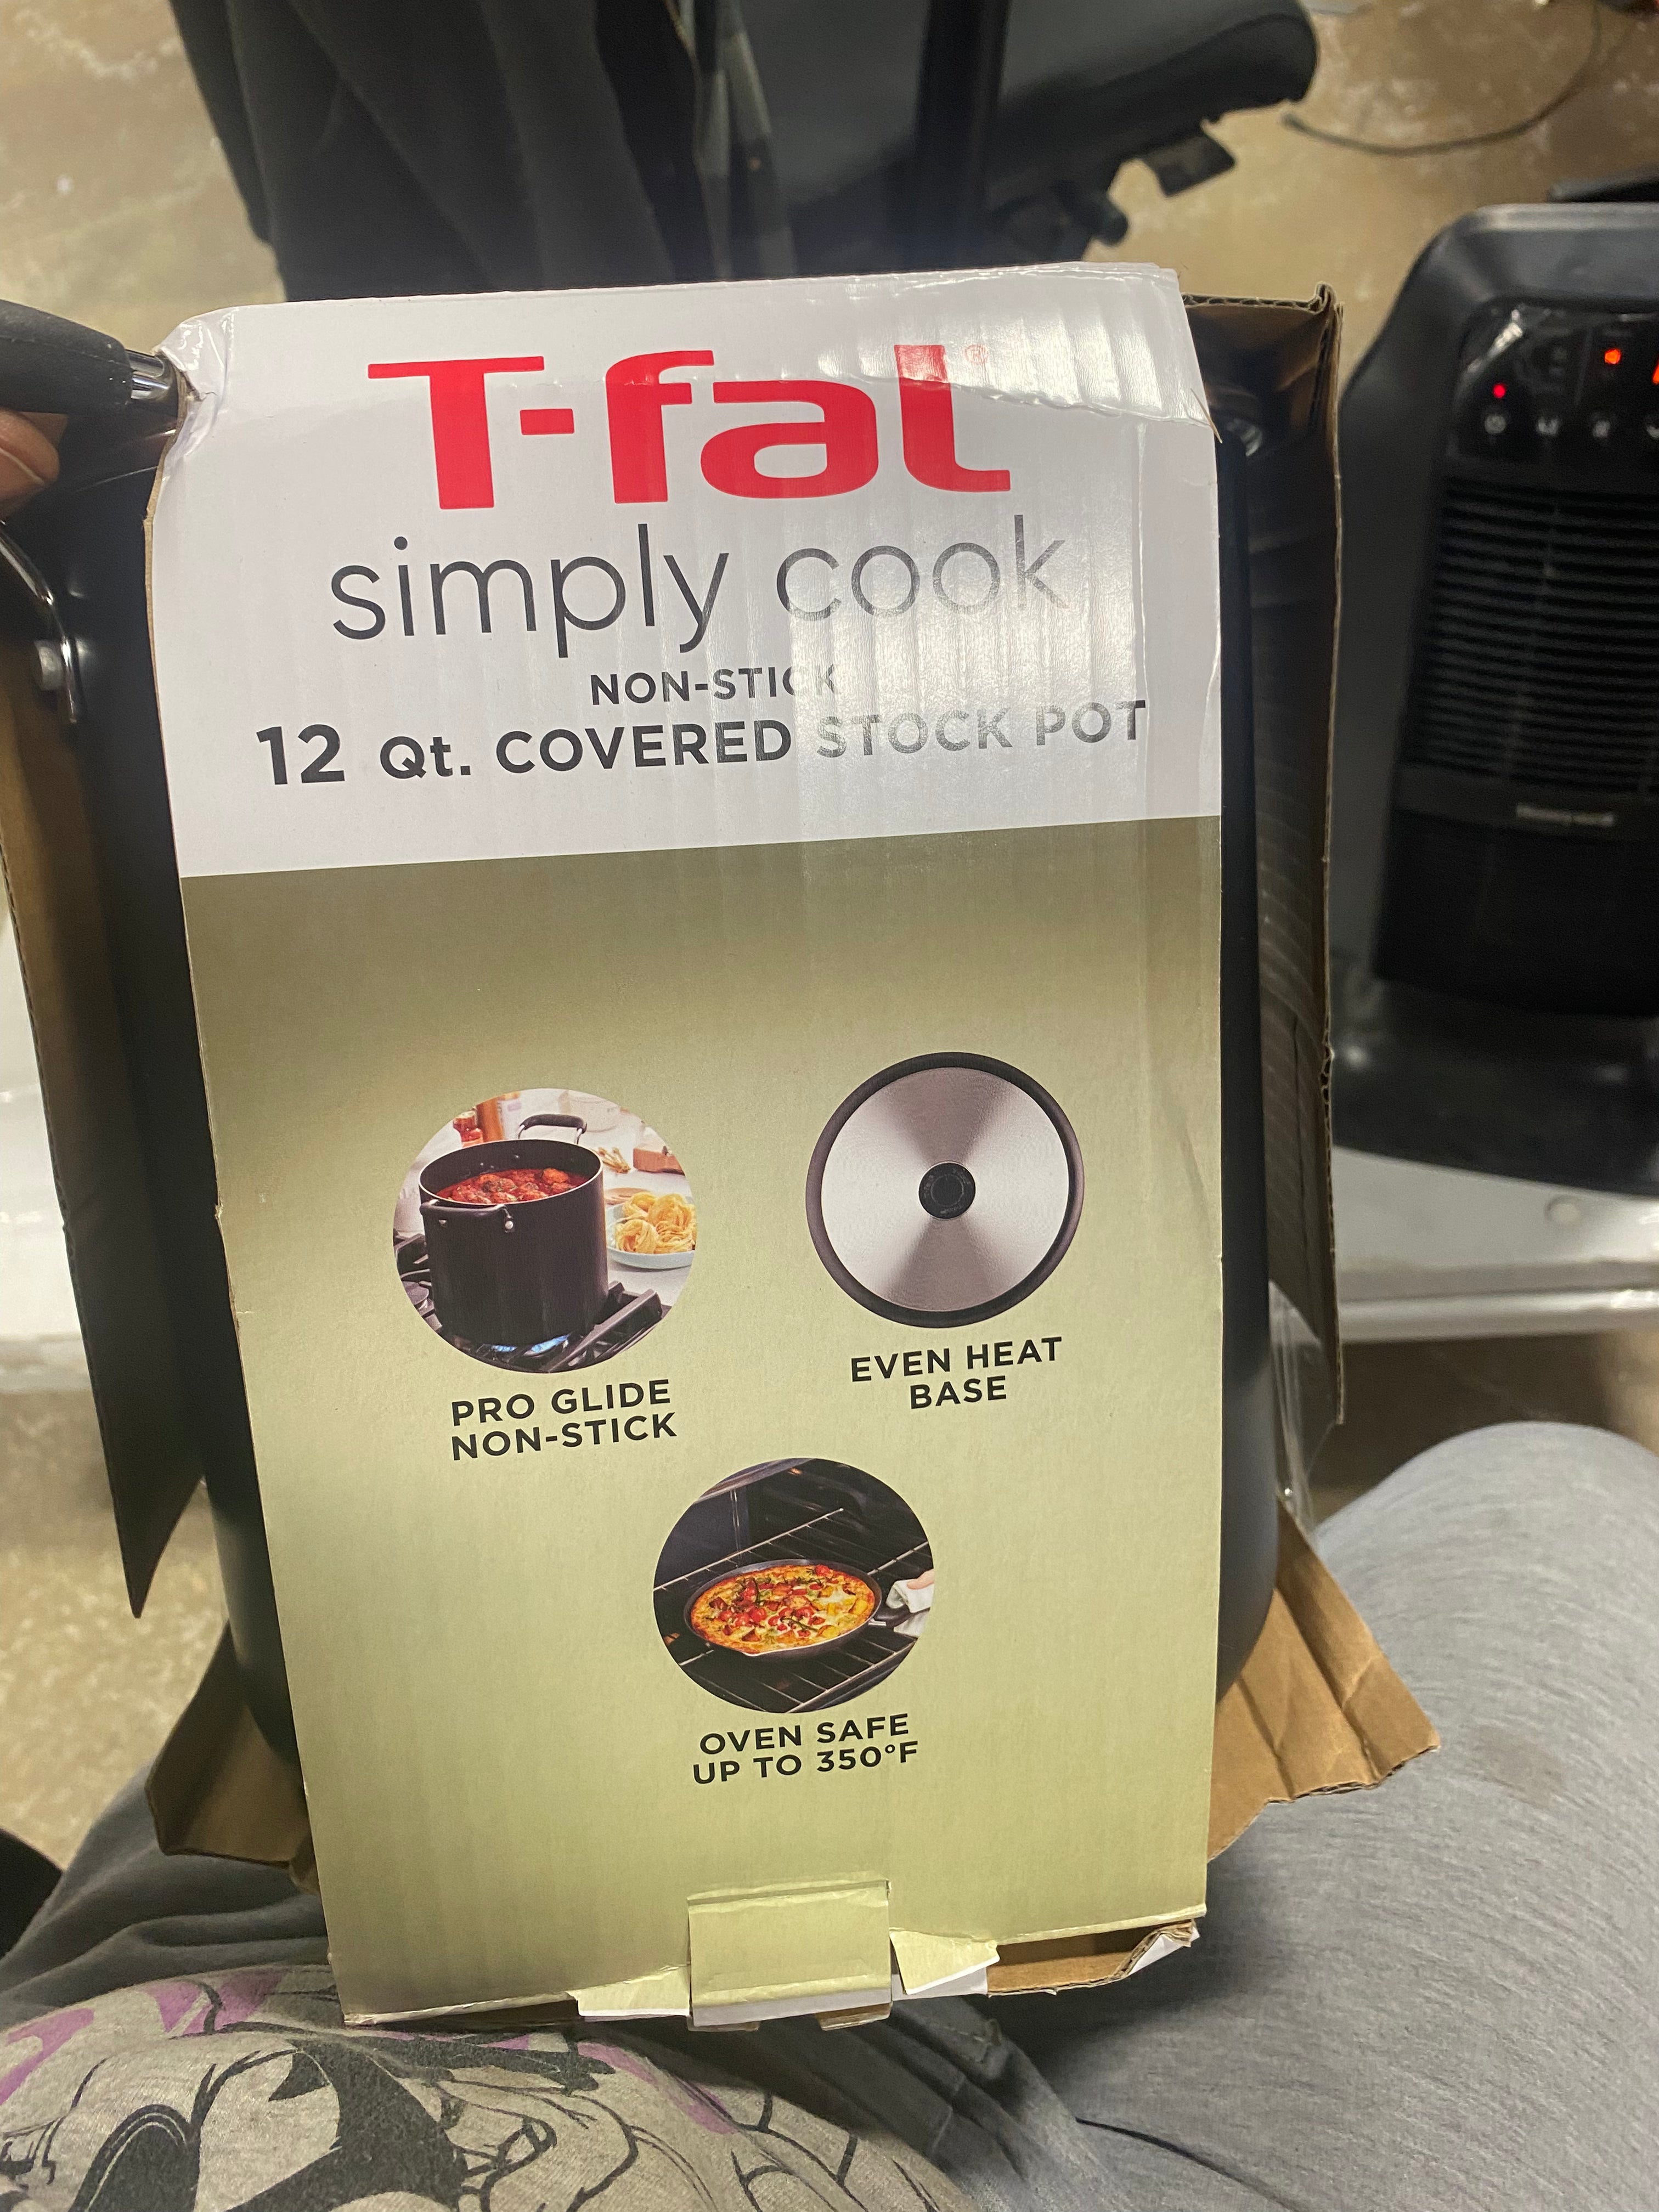 T-fal®
simply cook
NON-STICK
12 Qt. COVERED STOCK POT
PRO GLIDE
NON-STICK
EVEN HEAT
BASE
OVEN SAFE
UP TO 350°F
Honeywell